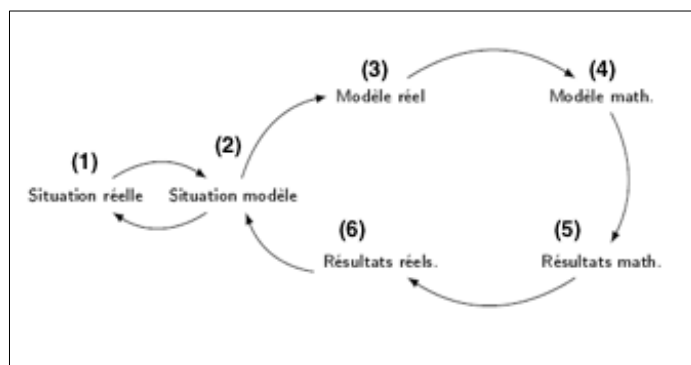 (3)
Modèle réel
(4)
Modèle math.
(1)
Situation réelle
(2)
Situation modèle
(6)
Résultats réels.
(5)
Résultats math.